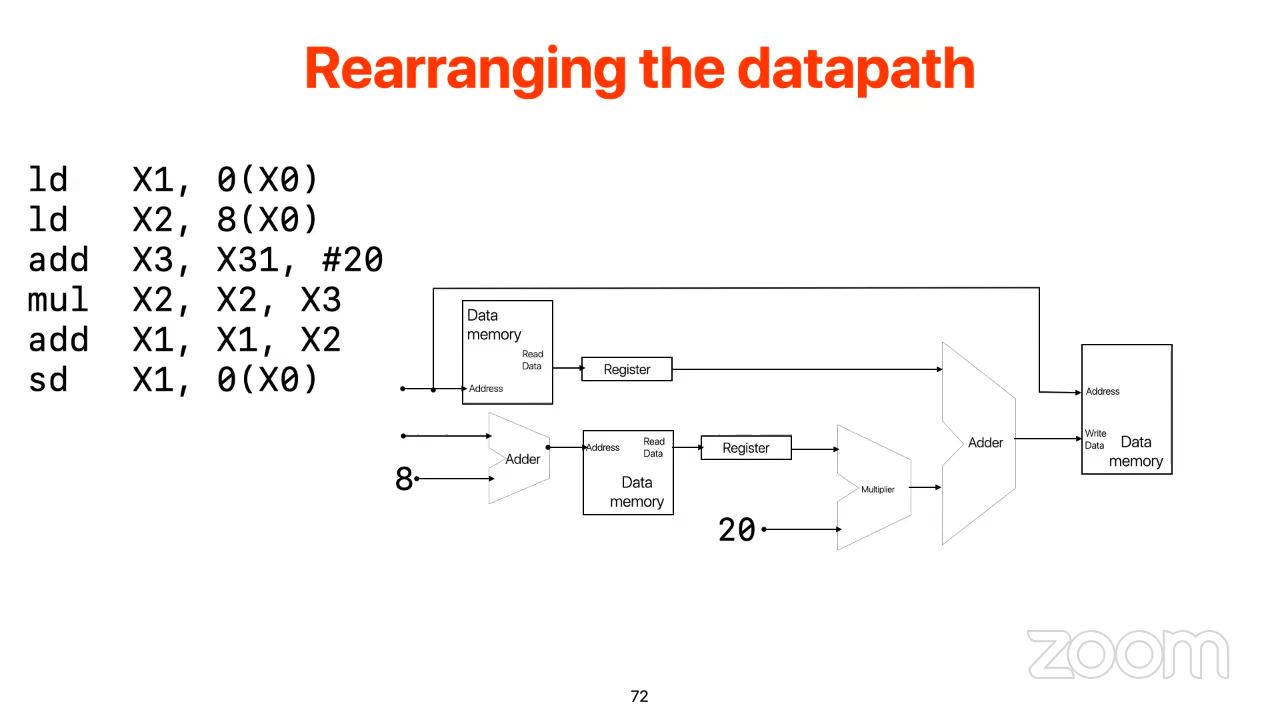 Rearranging the datapath
ld X1, 0(X0)
ld X2, 8(X0)
add X3, X31, #20
mul X2, X2, X3
add X1, X1, X2
sd X1, 0(X0)
Data
memory
Read
Data
Address
Register
Adder
8
Address
Read
Data
Data
memory
Register
20
Multiplier
Adder
Address
Write
Data
Data
memory
zoom
72